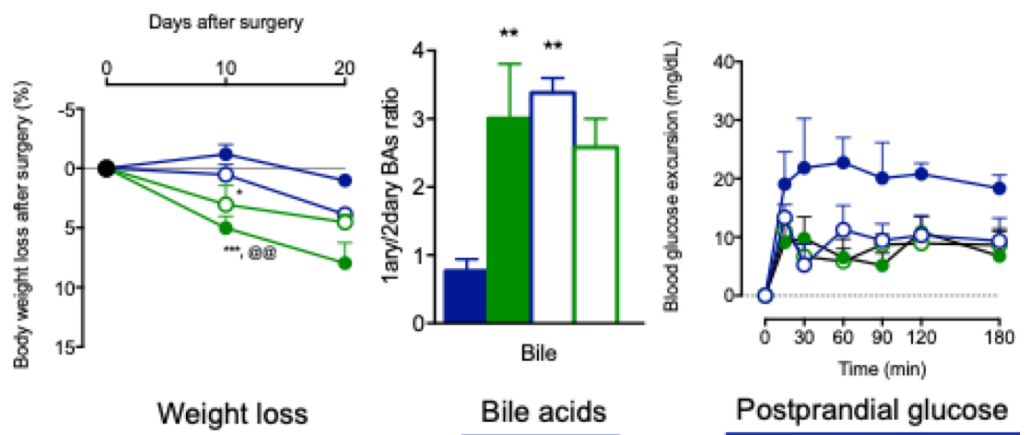 Days after surgery
0 10 20
Body weight loss after surgery (%)
-5
0
5
10
15
*
***, @@
Weight loss
1ary/2dary BAs ratio
4
3
2
1
0
** **
Bile
Bile acids
Blood glucose excursion (mg/dL)
40
30
20
10
0
0 30 60 90 120 180
Time (min)
Postprandial glucose